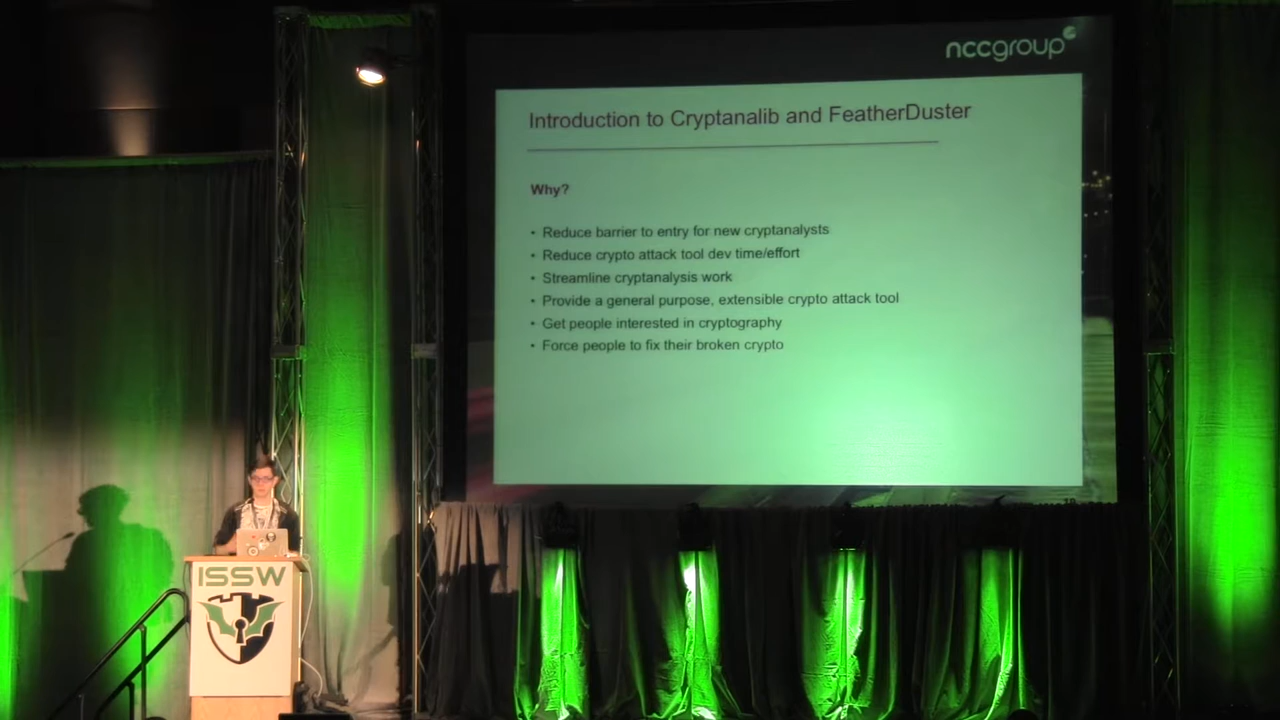 nccgroup
Introduction to Cryptanalib and FeatherDuster
Why?
• Reduce barrier to entry for new cryptanalysts
• Reduce crypto attack tool dev time/effort
• Streamline cryptanalysis work
• Provide a general purpose, extensible crypto attack tool
• Get people interested in cryptography
• Force people to fix their broken crypto
ISSW